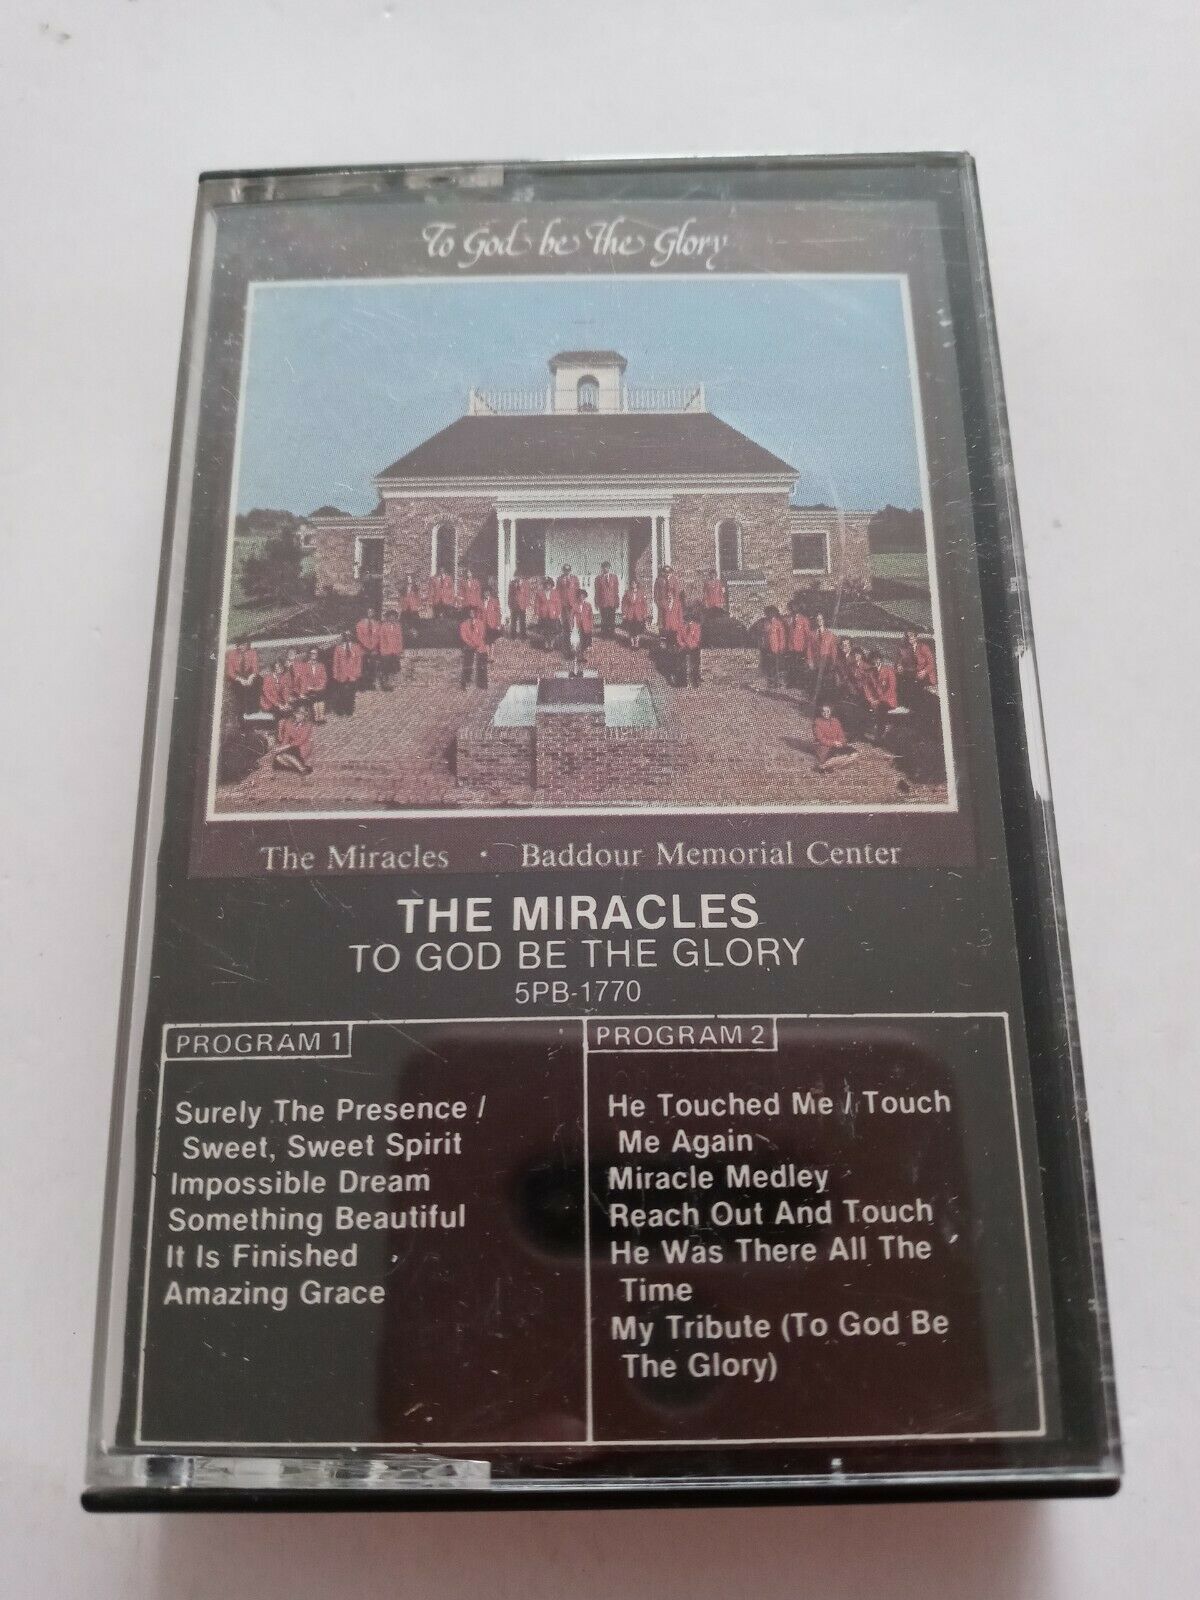 To God be the Glory
The Miracles · Baddour Memorial Center
THE MIRACLES
TO GOD BE THE GLORY
5PB-1770
PROGRAM 1
Surely The Presence /
Sweet, Sweet Spirit
Impossible Dream
Something Beautiful
It Is Finished
Amazing Grace
PROGRAM 2
He Touched Me / Touch
Me Again
Miracle Medley
Reach Out And Touch
He Was There All The
Time
My Tribute (To God Be
The Glory)